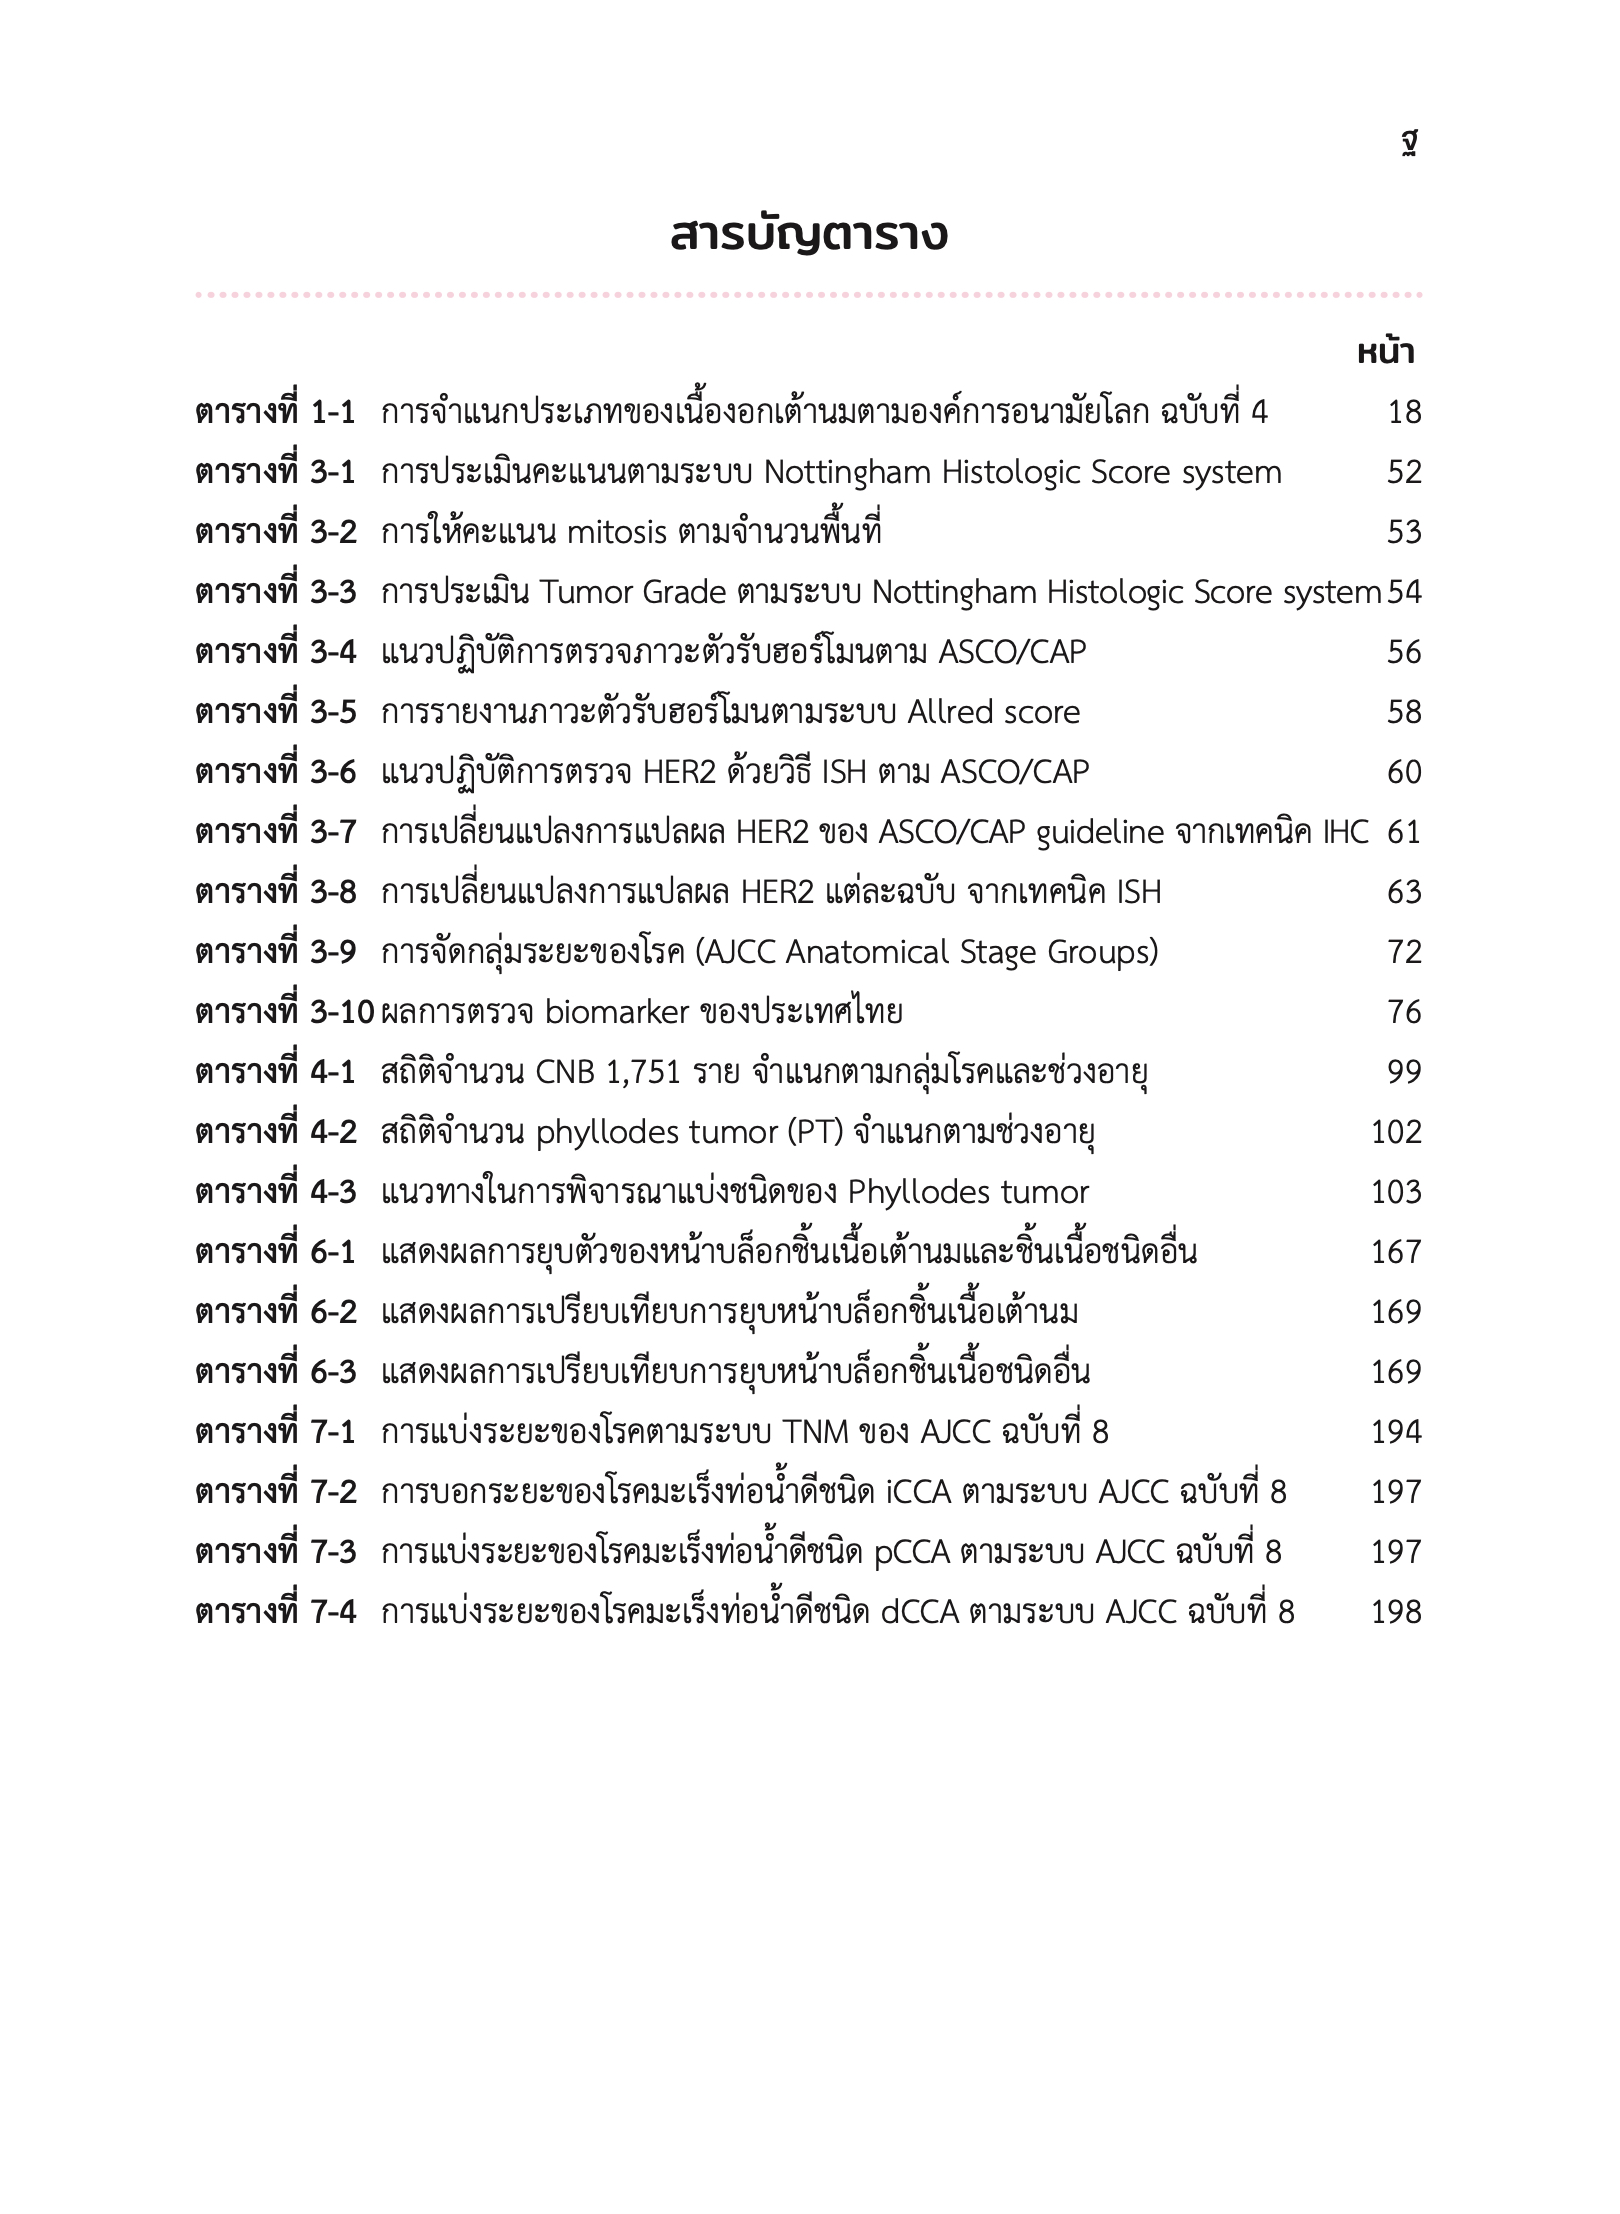 ฐ
สารบัญตาราง
หน้า
ตารางที่ 1-1 การจำแนกประเภทของเนื้องอกเต้านมตามองค์การอนามัยโลก ฉบับที่ 4 18
ตารางที่ 3-1 การประเมินคะแนนตามระบบ Nottingham Histologic Score system 52
ตารางที่ 3-2 การให้คะแนน mitosis ตามจำนวนพื้นที่ 53
ตารางที่ 3-3 การประเมิน Tumor Grade ตามระบบ Nottingham Histologic Score system 54
ตารางที่ 3-4 แนวปฏิบัติการตรวจภาวะตัวรับฮอร์โมนตาม ASCO/CAP 56
ตารางที่ 3-5 การรายงานภาวะตัวรับฮอร์โมนตามระบบ Allred score 58
ตารางที่ 3-6 แนวปฏิบัติการตรวจ HER2 ด้วยวิธี ISH ตาม ASCO/CAP 60
ตารางที่ 3-7 การเปลี่ยนแปลงการแปลผล HER2 ของ ASCO/CAP guideline จากเทคนิค IHC 61
ตารางที่ 3-8 การเปลี่ยนแปลงการแปลผล HER2 แต่ละฉบับ จากเทคนิค ISH 63
ตารางที่ 3-9 การจัดกลุ่มระยะของโรค (AJCC Anatomical Stage Groups) 72
ตารางที่ 3-10 ผลการตรวจ biomarker ของประเทศไทย 76
ตารางที่ 4-1 สถิติจำนวน CNB 1,751 ราย จำแนกตามกลุ่มโรคและช่วงอายุ 99
ตารางที่ 4-2 สถิติจำนวน phyllodes tumor (PT) จำแนกตามช่วงอายุ 102
ตารางที่ 4-3 แนวทางในการพิจารณาแบ่งชนิดของ Phyllodes tumor 103
ตารางที่ 6-1 แสดงผลการยุบตัวของหน้าบล็อกชิ้นเนื้อเต้านมและชิ้นเนื้อชนิดอื่น 167
ตารางที่ 6-2 แสดงผลการเปรียบเทียบการยุบหน้าบล็อกชิ้นเนื้อเต้านม 169
ตารางที่ 6-3 แสดงผลการเปรียบเทียบการยุบหน้าบล็อกชิ้นเนื้อชนิดอื่น 169
ตารางที่ 7-1 การแบ่งระยะของโรคตามระบบ TNM ของ AJCC ฉบับที่ 8 194
ตารางที่ 7-2 การบอกระยะของโรคมะเร็งท่อน้ำดีชนิด iCCA ตามระบบ AJCC ฉบับที่ 8 197
ตารางที่ 7-3 การแบ่งระยะของโรคมะเร็งท่อน้ำดีชนิด pCCA ตามระบบ AJCC ฉบับที่ 8 197
ตารางที่ 7-4 การแบ่งระยะของโรคมะเร็งท่อน้ำดีชนิด dCCA ตามระบบ AJCC ฉบับที่ 8 198